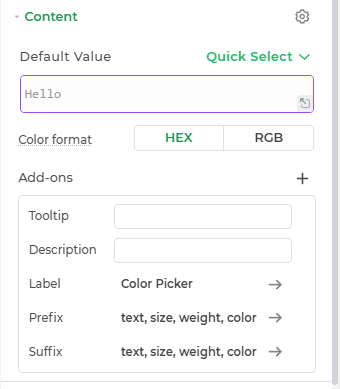 Content
Default Value Quick Select
Hello
Color format HEX RGB
Add-ons
Tooltip
Description
Label Color Picker
Prefix text, size, weight, color
Suffix text, size, weight, color